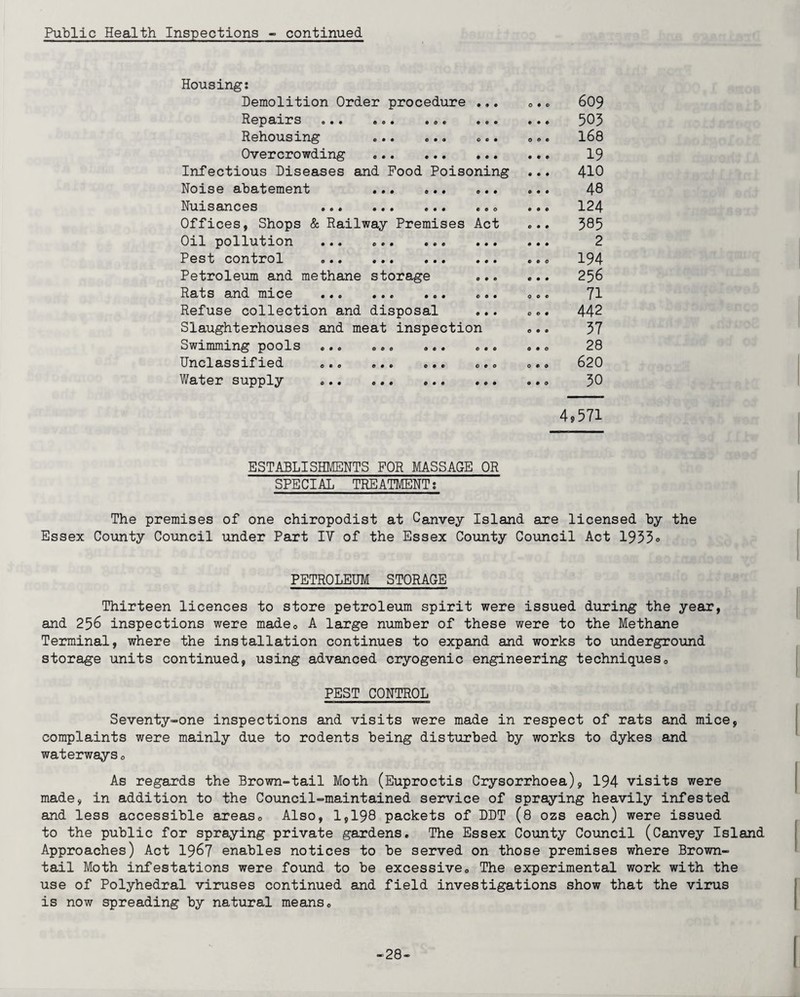 Public Health Inspections - continued
Housing:
Demolition Order procedure ... ... 609
Repairs ... ... ... ... ... 503
Rehousing ... ... ... ... 168
Overcrowding ... ... ... ... 19
Infectious Diseases and Food Poisoning ... 410
Noise abatement ... ... ... ... 48
Nuisances ... ... ... ... ... 124
Offices, Shops & Railway Premises Act ... 385
Oil pollution ... ... ... ... ... 2
Pest control ... ... ... ... ... 194
Petroleum and methane storage ... ... 256
Rats and mice ... ... ... ... ... 71
Refuse collection and disposal ... ... 442
Slaughterhouses and meat inspection ... 37
Swimming pools ... ... ... ... ... 28
Unclassified ... ... ... ... ... 620
Water supply ... ... ... ... ... 30
4,571
ESTABLISHMENTS FOR MASSAGE OR
SPECIAL TREATMENT:
The premises of one chiropodist at Canvey Island are licensed by the
Essex County Council under Part IV of the Essex County Council Act 1933.
PETROLEUM STORAGE
Thirteen licences to store petroleum spirit were issued during the year,
and 256 inspections were made. A large number of these were to the Methane
Terminal, where the installation continues to expand and works to underground
storage units continued, using advanced cryogenic engineering techniques.
PEST CONTROL
Seventy-one inspections and visits were made in respect of rats and mice,
complaints were mainly due to rodents being disturbed by works to dykes and
waterways.
As regards the Brown-tail Moth (Euproctis Crysorrhoea), 194 visits were
made, in addition to the Council-maintained service of spraying heavily infested
and less accessible areas. Also, 1,198 packets of DDT (8 ozs each) were issued
to the public for spraying private gardens. The Essex County Council (Canvey Island
Approaches) Act 1967 enables notices to be served on those premises where Brown-
tail Moth infestations were found to be excessive. The experimental work with the
use of Polyhedral viruses continued and field investigations show that the virus
is now spreading by natural means.
-28-